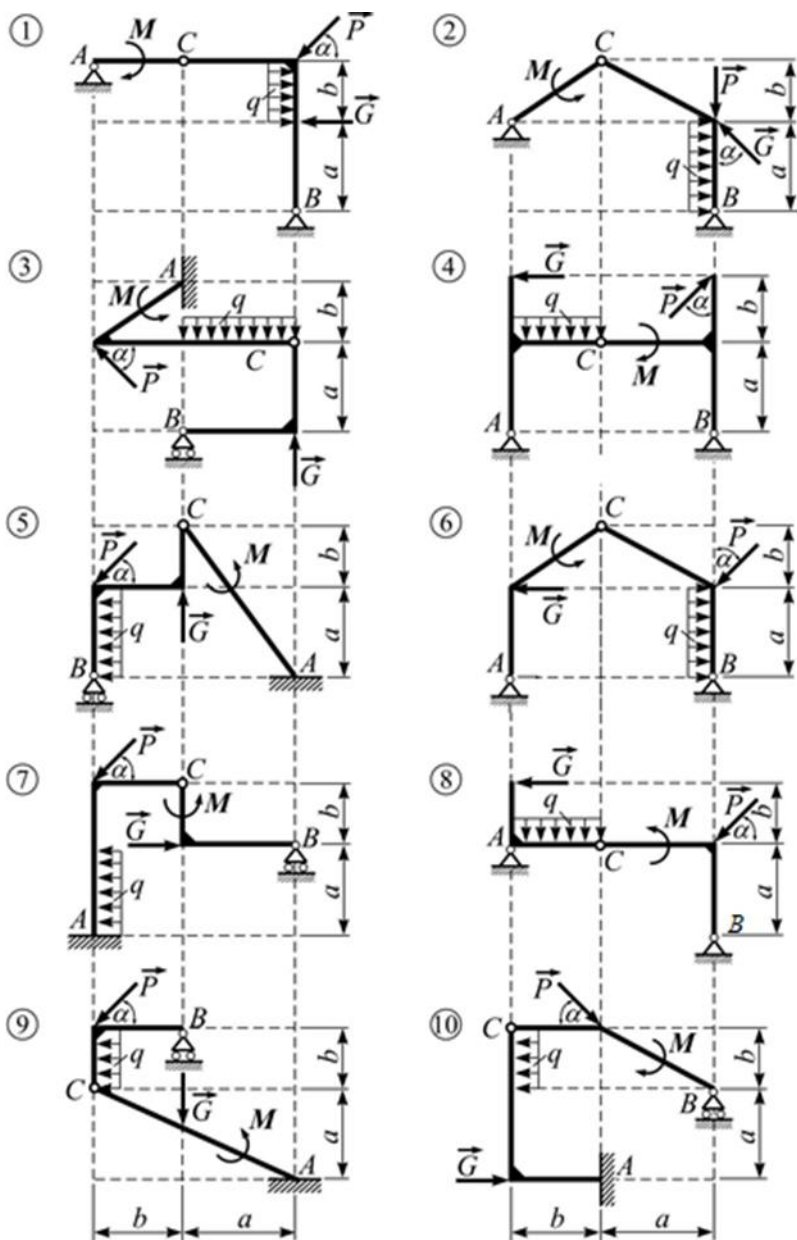 ① M C P⃗ α
A b
q G⃗
a
B
② C
M P⃗ b
A α G⃗
q a
B
③ A
M q b
α C
P⃗ a
B
G⃗
④ G⃗
q P⃗ α b
C M
a
A B
⑤ C
P⃗ α M b
q G⃗ a
B A
⑥ C
M α P⃗ b
G⃗
q a
A B
⑦ P⃗
α C
M b
G⃗ B
q a
A
⑧ G⃗
q M P⃗ b
A C α
a
B
⑨ P⃗
α B
q b
C G⃗
M a
A
b a
⑩ P⃗
C α
q M b
B
a
G⃗ A
b a